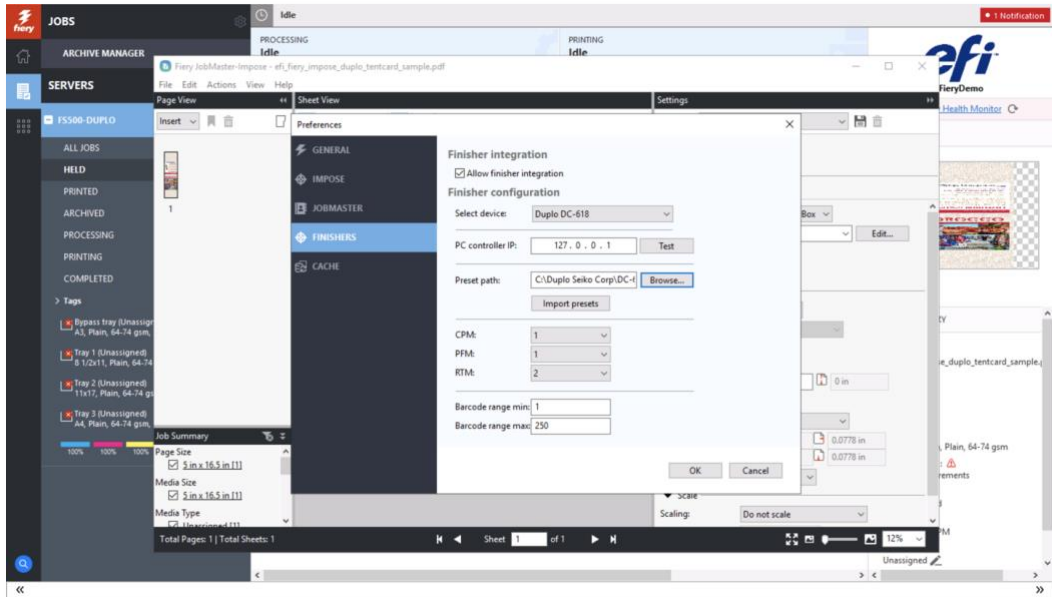 fiery
JOBS
Idle
1 Notification
ARCHIVE MANAGER
PROCESSING
Idle
PRINTING
Idle
efi
FieryDemo
SERVERS
Health Monitor
FS500-DUPLO
ALL JOBS
HELD
PRINTED
ARCHIVED
PROCESSING
PRINTING
COMPLETED
Tags
Bypass tray (Unassigr
A3, Plain, 64-74 gsm,
Tray 1 (Unassigned)
8 1/2x11, Plain, 64-74
Tray 2 (Unassigned)
11x17, Plain, 64-74 gs
Tray 3 (Unassigned)
A4, Plain, 64-74 gsm,
100% 100% 100%
Fiery JobMaster-Impose - efi_fiery_impose_duplo_tentcard_sample.pdf
File Edit Actions View Help
Page View
Sheet View
Settings
Insert
1
Job Summary
Page Size
5 in x 16.5 in [1]
Media Size
5 in x 16.5 in [1]
Media Type
Unassigned [1]
Total Pages: 1 | Total Sheets: 1
Sheet 1 of 1
12%
Preferences
GENERAL
IMPOSE
JOBMASTER
FINISHERS
CACHE
Finisher integration
Allow finisher integration
Finisher configuration
Select device: Duplo DC-618
PC controller IP: 127. 0 . 0 . 1 Test
Preset path: C:\Duplo Seiko Corp\DC-6 Browse...
Import presets
CPM: 1
PFM: 1
RTM: 2
Barcode range min: 1
Barcode range max: 250
OK Cancel
Box
Edit...
0 in
0.0778 in
0.0778 in
Scale
Scaling: Do not scale
se_duplo_tentcard_sample.p
, Plain, 64-74 gsm
rements
PM
Unassigned